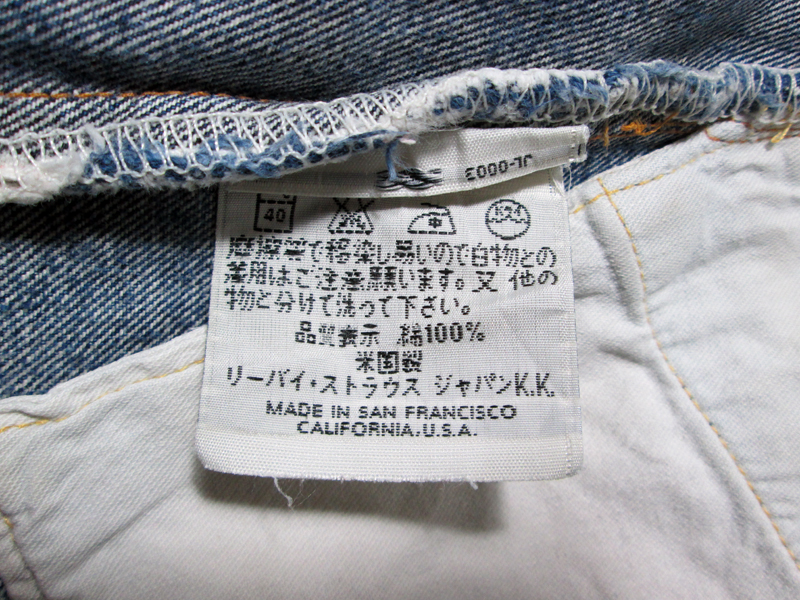 E000-JL
40
摩擦等で移染し易いので白物との
着用はご注意願います。又 他の
物と分けて洗って下さい。
品質表示 綿100%
米国製
リーバイ・ストラウス ジャパンK.K.
MADE IN SAN FRANCISCO
CALIFORNIA.U.S.A.